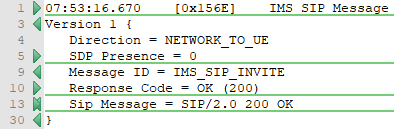 1 07:53:16.670 [0x156E] IMS SIP Message
3 Version 1 {
4 Direction = NETWORK_TO_UE
5 SDP Presence = 0
9 Message ID = IMS_SIP_INVITE
10 Response Code = OK (200)
13 Sip Message = SIP/2.0 200 OK
30 }